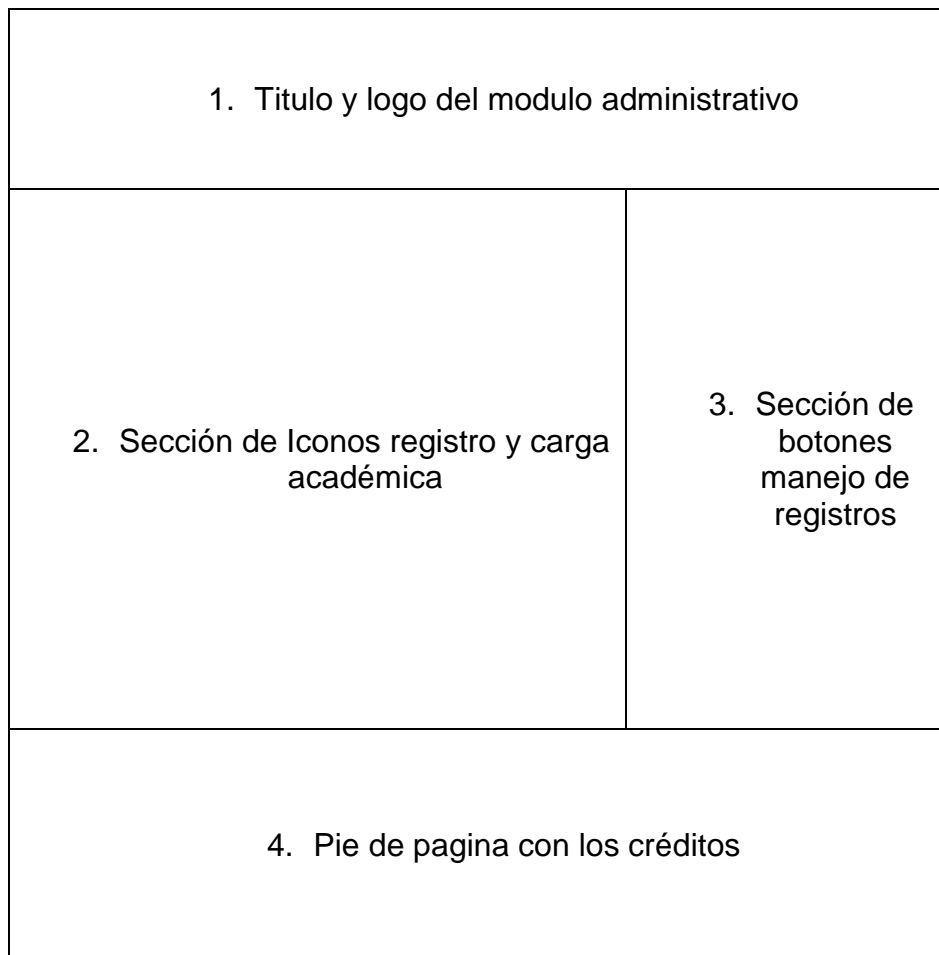 1. Titulo y logo del modulo administrativo
2. Sección de Iconos registro y carga
académica
3. Sección de
botones
manejo de
registros
4. Pie de pagina con los créditos